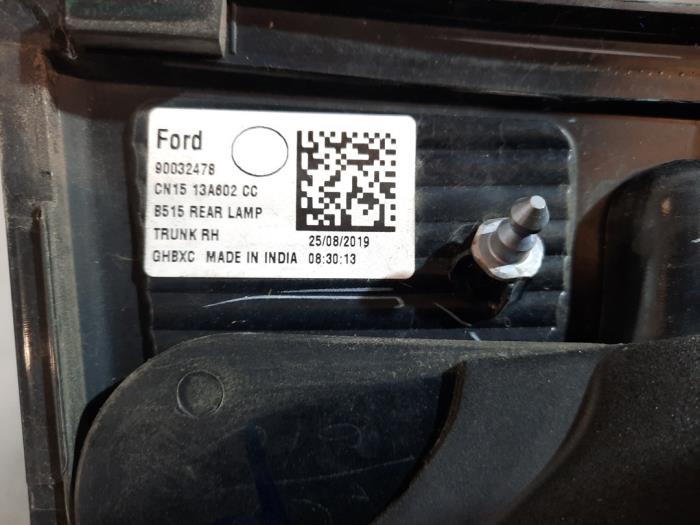 Ford
90032478
CN15 13A602 CC
B515 REAR LAMP
TRUNK RH 25/08/2019
GHBXC MADE IN INDIA 08:30:13